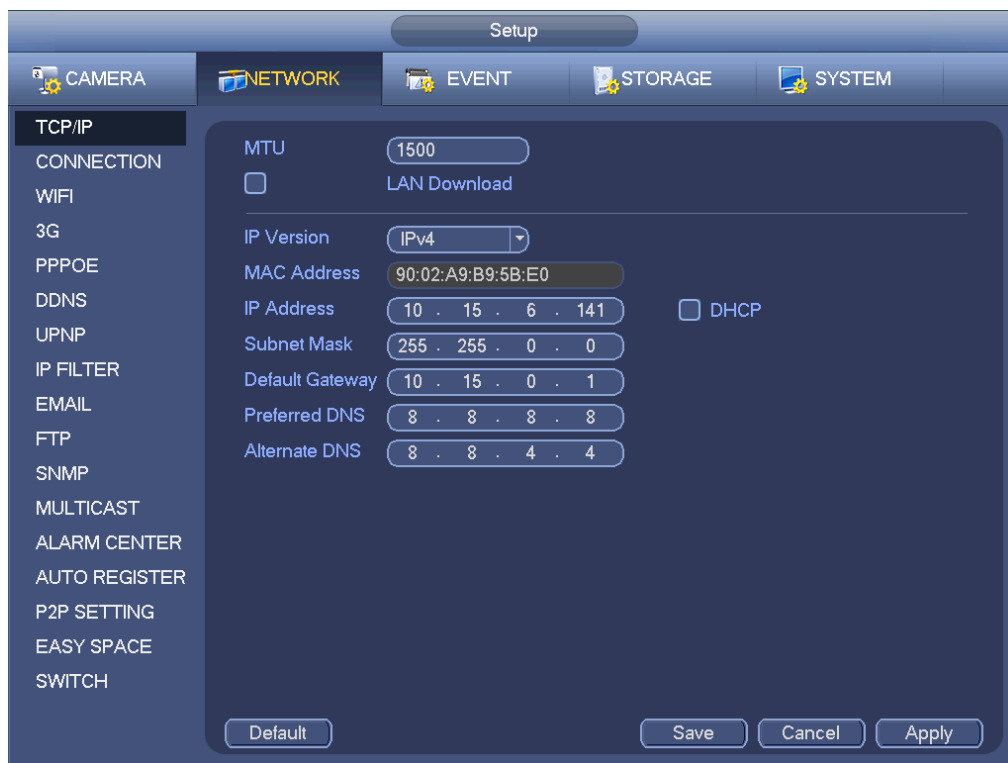 Setup
CAMERA NETWORK EVENT STORAGE SYSTEM
TCP/IP
CONNECTION
WIFI
3G
PPPOE
DDNS
UPNP
IP FILTER
EMAIL
FTP
SNMP
MULTICAST
ALARM CENTER
AUTO REGISTER
P2P SETTING
EASY SPACE
SWITCH
MTU 1500
LAN Download
IP Version IPv4
MAC Address 90:02:A9:B9:5B:E0
IP Address 10 . 15 . 6 . 141 DHCP
Subnet Mask 255 . 255 . 0 . 0
Default Gateway 10 . 15 . 0 . 1
Preferred DNS 8 . 8 . 8 . 8
Alternate DNS 8 . 8 . 4 . 4
Default Save Cancel Apply